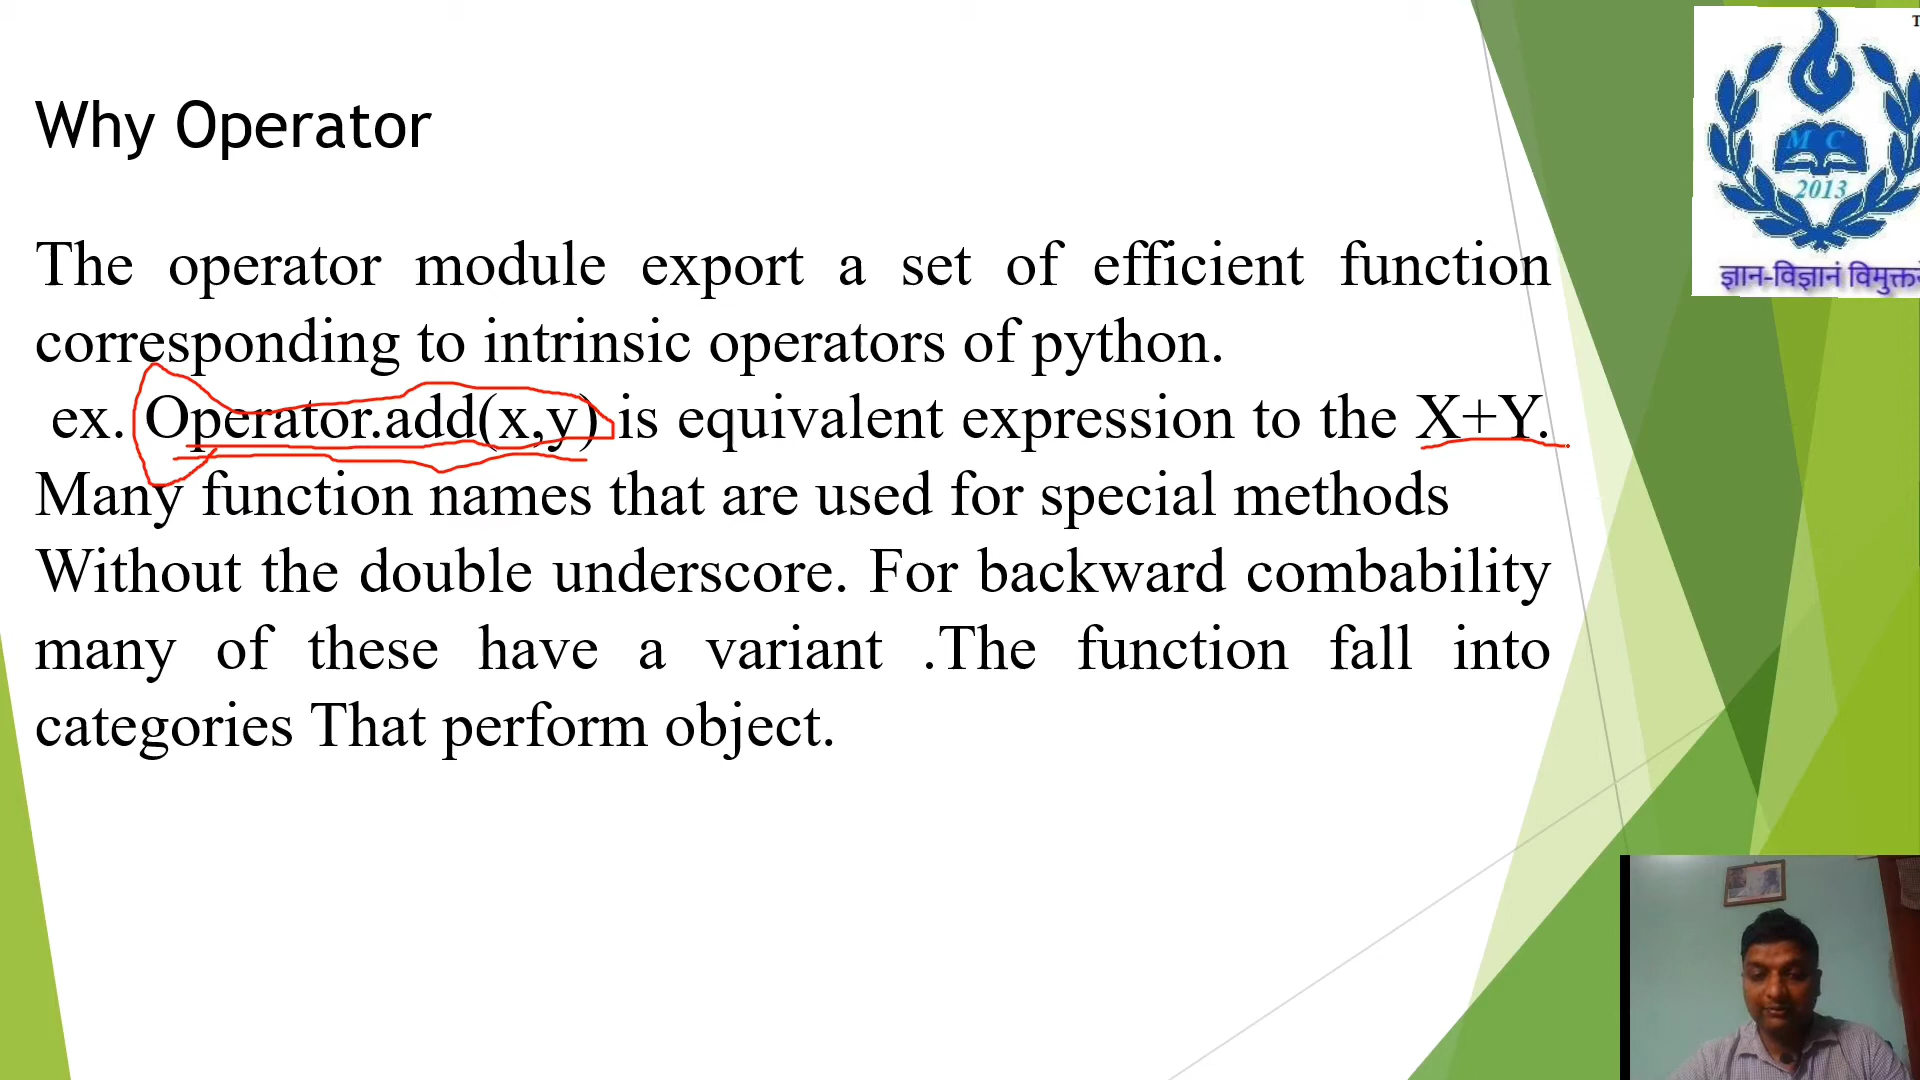 T
M C
2013
Why Operator
The operator module export a set of efficient function
corresponding to intrinsic operators of python.
ex. Operator.add(x,y) is equivalent expression to the X+Y.
Many function names that are used for special methods
Without the double underscore. For backward combability
many of these have a variant .The function fall into
categories That perform object.